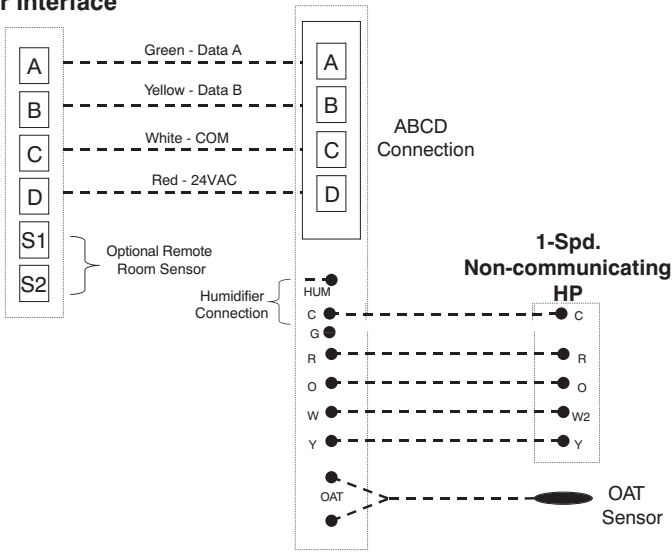 r Interface
A
B
C
D
S1
S2
Green - Data A
Yellow - Data B
White - COM
Red - 24VAC
Optional Remote
Room Sensor
A
B
C
D
ABCD
Connection
Humidifier
Connection
HUM
C
G
R
O
W
Y
OAT
1-Spd.
Non-communicating
HP
C
R
O
W2
Y
OAT
Sensor